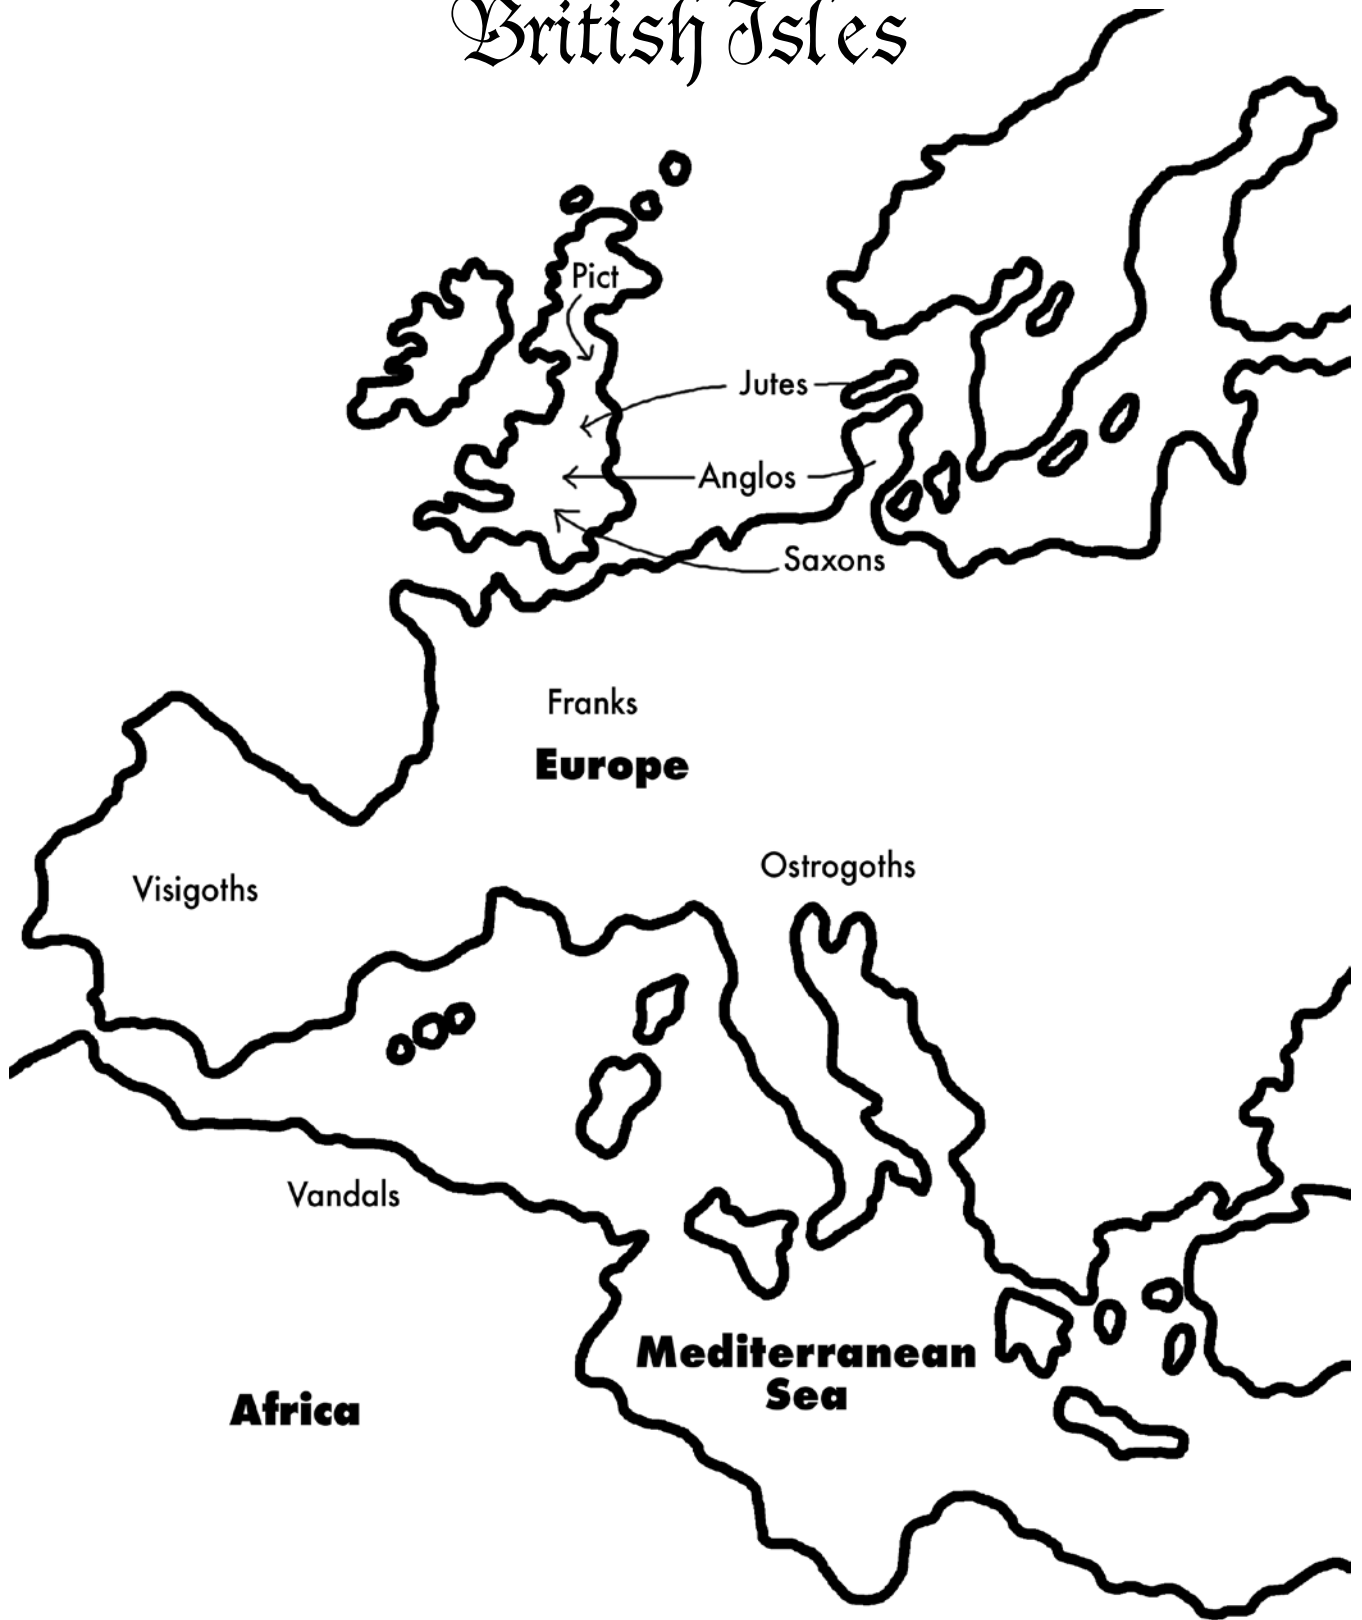 British Isles
Pict
Jutes
Anglos
Saxons
Franks
Europe
Ostrogoths
Visigoths
Vandals
Mediterranean
Sea
Africa